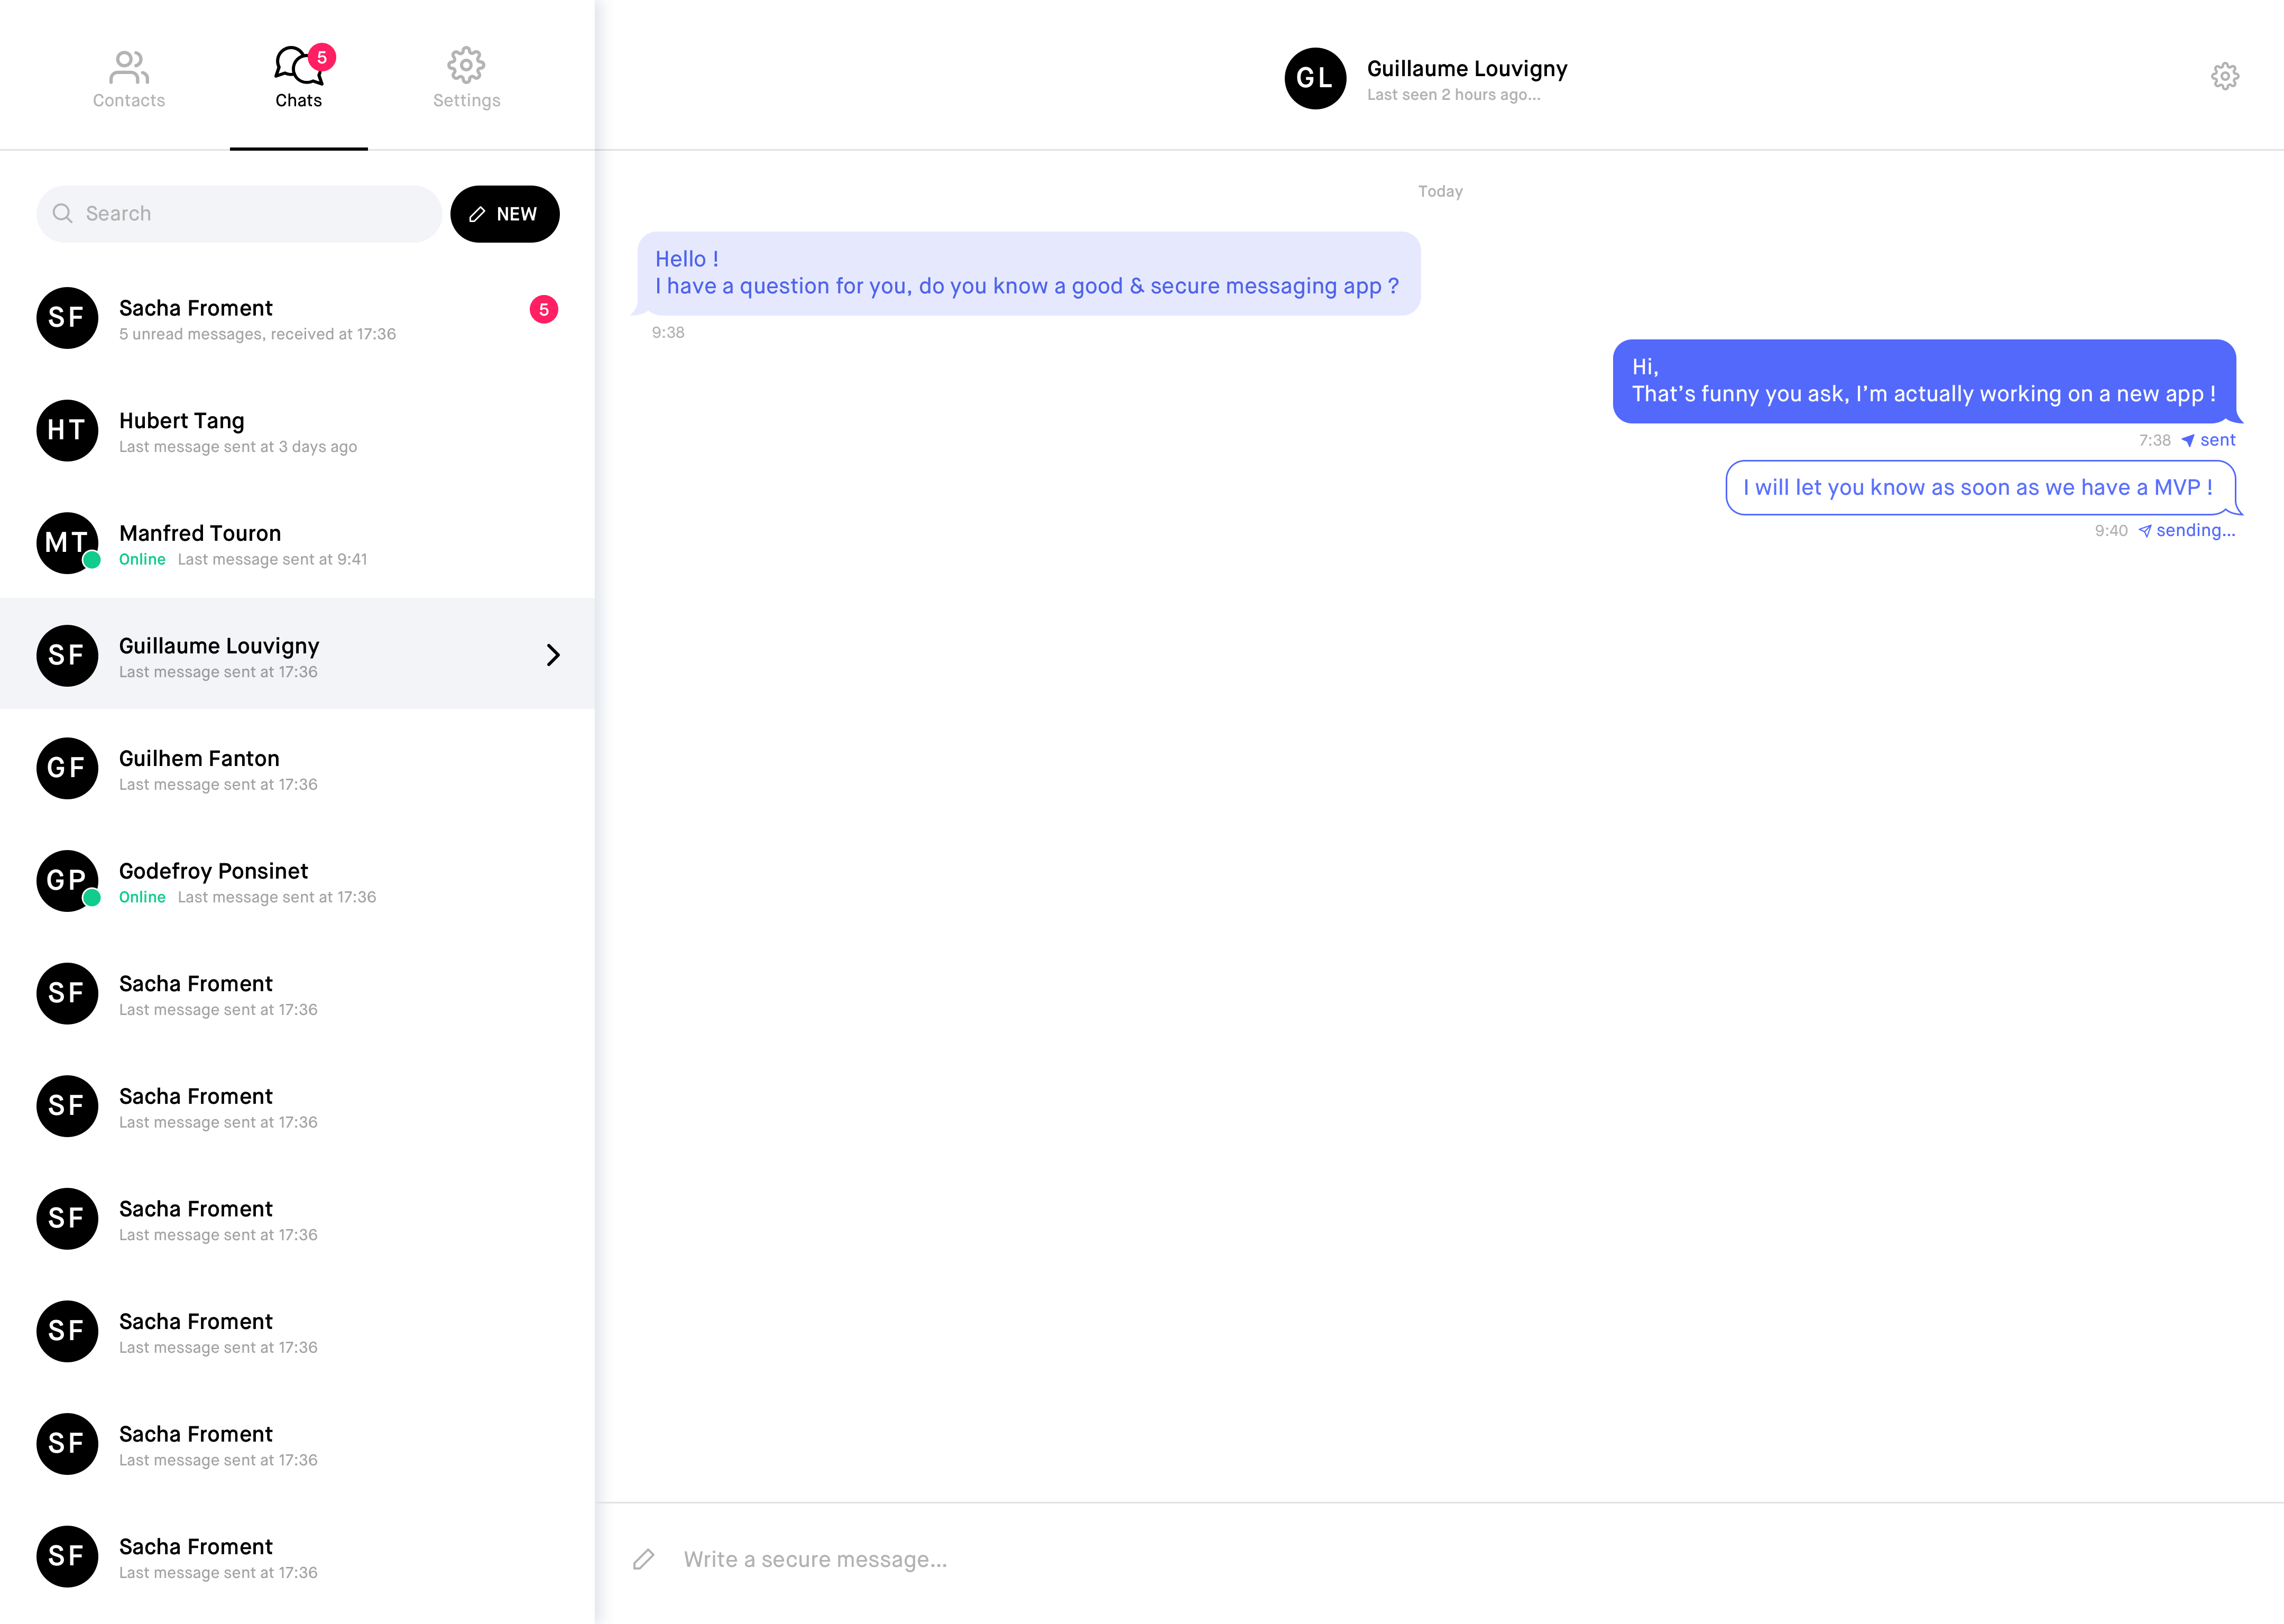 Contacts
5
Chats
Settings
Search
NEW
SF
Sacha Froment
5
5 unread messages, received at 17:36
HT
Hubert Tang
Last message sent at 3 days ago
MT
Manfred Touron
Online Last message sent at 9:41
SF
Guillaume Louvigny
Last message sent at 17:36
GF
Guilhem Fanton
Last message sent at 17:36
GP
Godefroy Ponsinet
Online Last message sent at 17:36
SF
Sacha Froment
Last message sent at 17:36
SF
Sacha Froment
Last message sent at 17:36
SF
Sacha Froment
Last message sent at 17:36
SF
Sacha Froment
Last message sent at 17:36
SF
Sacha Froment
Last message sent at 17:36
SF
Sacha Froment
Last message sent at 17:36
GL
Guillaume Louvigny
Last seen 2 hours ago...
Today
Hello !
I have a question for you, do you know a good & secure messaging app ?
9:38
Hi,
That’s funny you ask, I’m actually working on a new app !
7:38 sent
I will let you know as soon as we have a MVP !
9:40 sending...
Write a secure message...